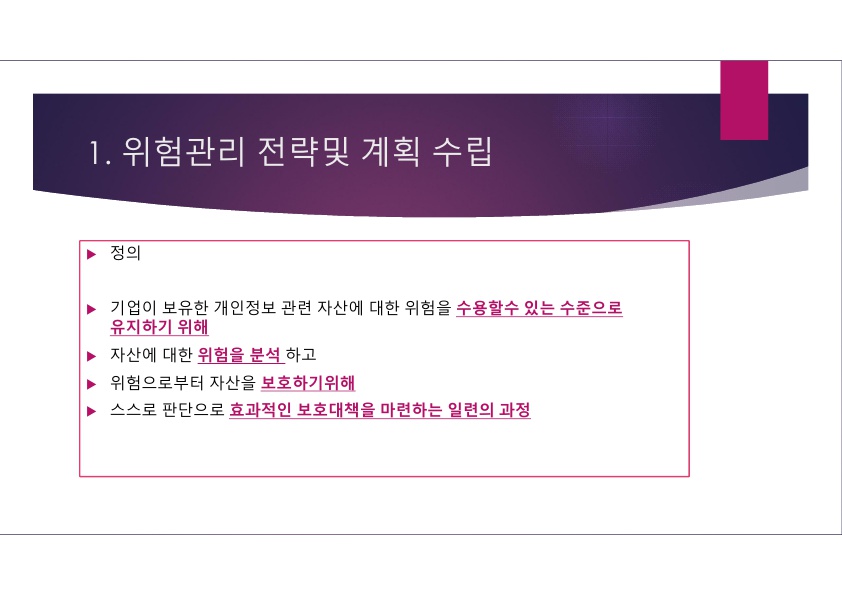 1. 위험관리 전략및 계획 수립
정의
기업이 보유한 개인정보 관련 자산에 대한 위험을 수용할수 있는 수준으로
유지하기 위해
자산에 대한 위험을 분석 하고
위험으로부터 자산을 보호하기위해
스스로 판단으로 효과적인 보호대책을 마련하는 일련의 과정